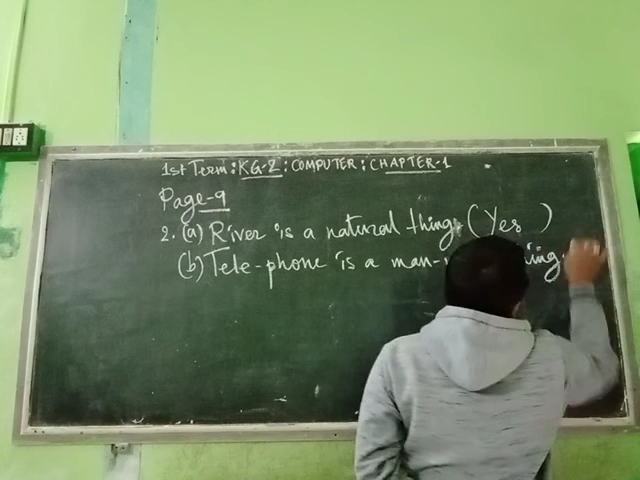 1st Term: KG-2: COMPUTER: CHAPTER-1
Page-9
2. (a) River is a natural thing. (Yes )
(b) Tele-phone is a man-